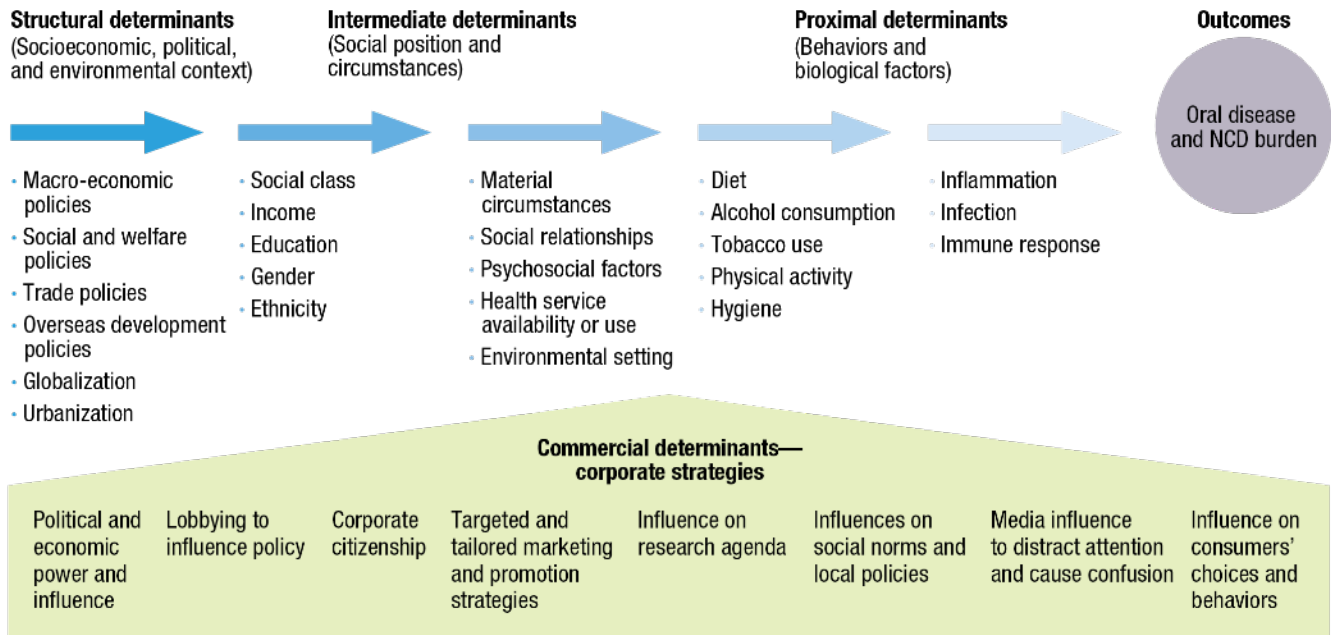 Structural determinants
(Socioeconomic, political,
and environmental context)
Intermediate determinants
(Social position and
circumstances)
Proximal determinants
(Behaviors and
biological factors)
Outcomes
Oral disease
and NCD burden
• Macro-economic
policies
• Social and welfare
policies
• Trade policies
• Overseas development
policies
• Globalization
• Urbanization
• Social class
• Income
• Education
• Gender
• Ethnicity
• Material
circumstances
• Social relationships
• Psychosocial factors
• Health service
availability or use
• Environmental setting
• Diet
• Alcohol consumption
• Tobacco use
• Physical activity
• Hygiene
• Inflammation
• Infection
• Immune response
Commercial determinants—
corporate strategies
Political and
economic
power and
influence
Lobbying to
influence policy
Corporate
citizenship
Targeted and
tailored marketing
and promotion
strategies
Influence on
research agenda
Influences on
social norms and
local policies
Media influence
to distract attention
and cause confusion
Influence on
consumers’
choices and
behaviors